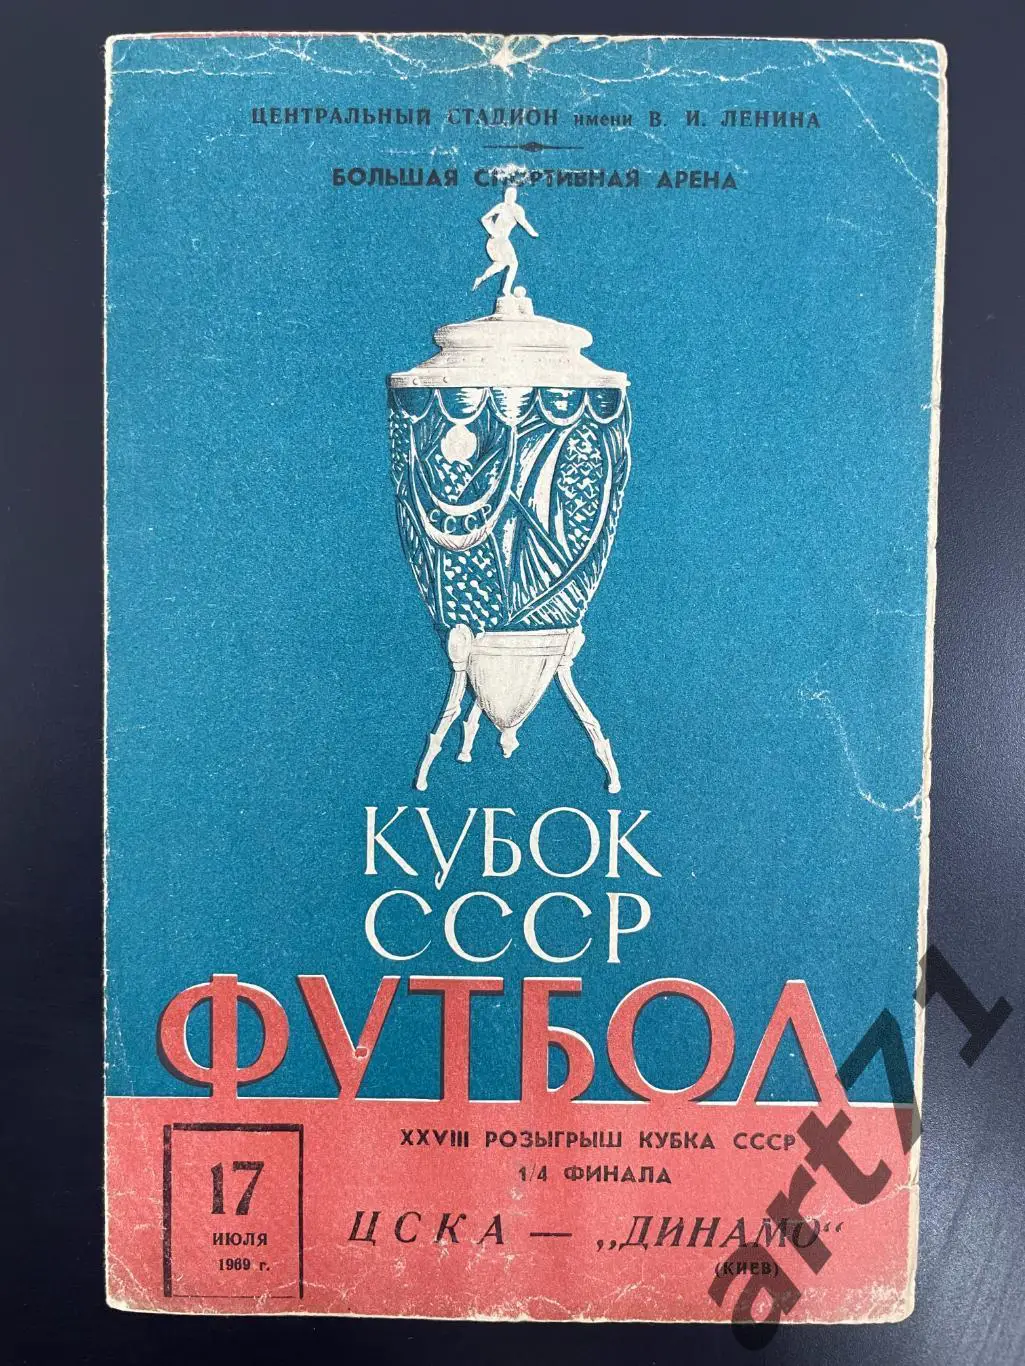 ЦЕНТРАЛЬНЫЙ СТАДИОН имени В. И. ЛЕНИНА
БОЛЬШАЯ СПОРТИВНАЯ АРЕНА
СССР
КУБОК
СССР
ФУТБОЛ
XXVIII РОЗЫГРЫШ КУБКА СССР
1/4 ФИНАЛА
17
ИЮЛЯ
1969 г.
ЦСКА — „ДИНАМО“
(КИЕВ)
art71